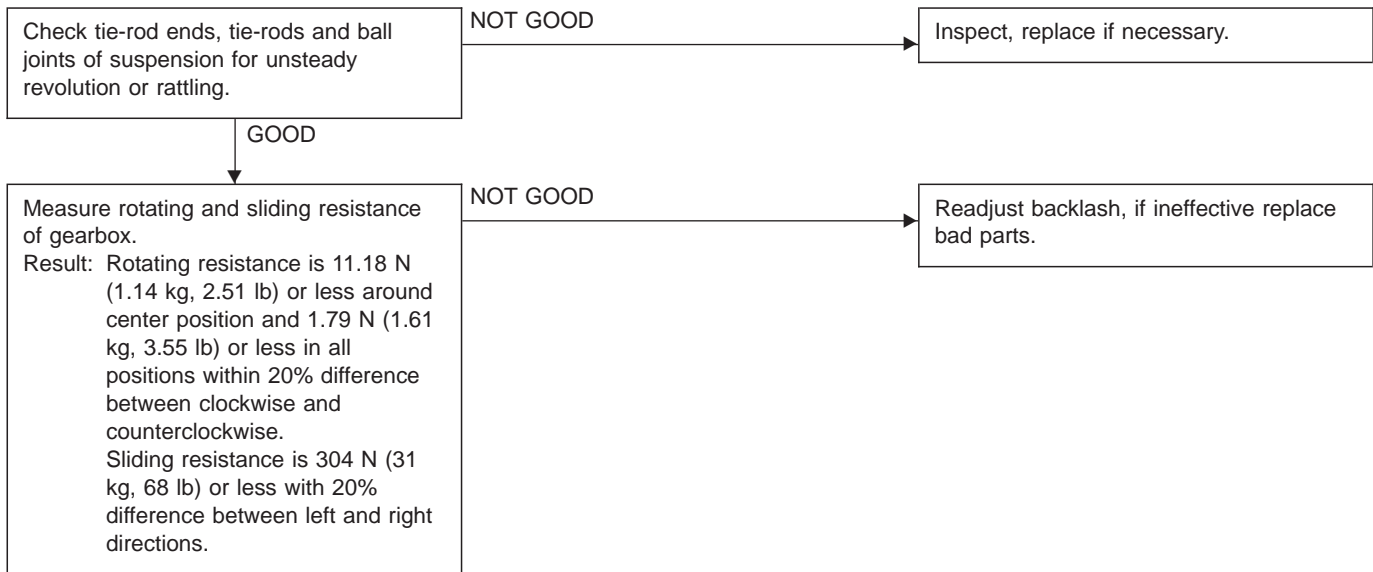 Check tie-rod ends, tie-rods and ball
joints of suspension for unsteady
revolution or rattling.
NOT GOOD
Inspect, replace if necessary.
GOOD
Measure rotating and sliding resistance
of gearbox.
Result: Rotating resistance is 11.18 N
(1.14 kg, 2.51 lb) or less around
center position and 1.79 N (1.61
kg, 3.55 lb) or less in all
positions within 20% difference
between clockwise and
counterclockwise.
Sliding resistance is 304 N (31
kg, 68 lb) or less with 20%
difference between left and right
directions.
NOT GOOD
Readjust backlash, if ineffective replace
bad parts.